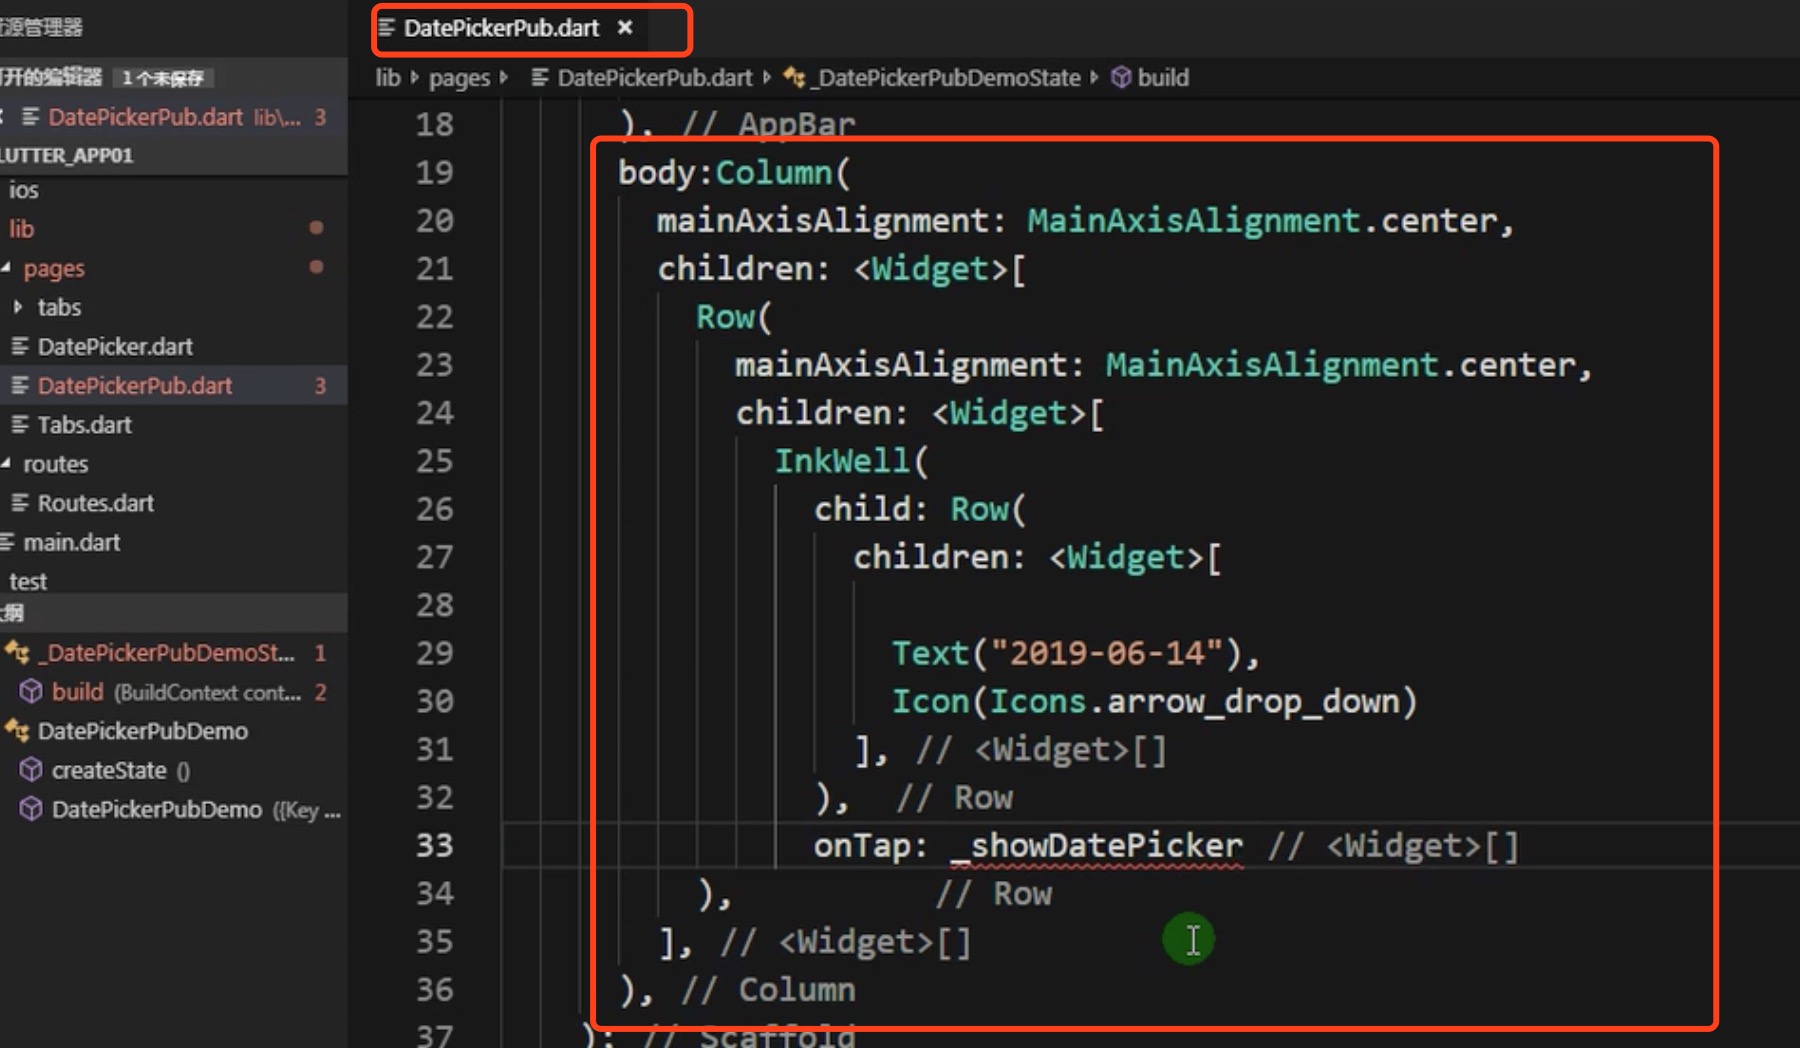 资源管理器
打开的编辑器 1 个未保存
DatePickerPub.dart lib\... 3
LUTTER_APP01
ios
lib
pages
tabs
DatePicker.dart
DatePickerPub.dart 3
Tabs.dart
routes
Routes.dart
main.dart
test
大纲
_DatePickerPubDemoSt... 1
build (BuildContext cont... 2
DatePickerPubDemo
createState ()
DatePickerPubDemo ({Key ...
DatePickerPub.dart ×
lib pages DatePickerPub.dart _DatePickerPubDemoState build
18 ), // AppBar
19 body:Column(
20 mainAxisAlignment: MainAxisAlignment.center,
21 children: <Widget>[
22 Row(
23 mainAxisAlignment: MainAxisAlignment.center,
24 children: <Widget>[
25 InkWell(
26 child: Row(
27 children: <Widget>[
28
29 Text("2019-06-14"),
30 Icon(Icons.arrow_drop_down)
31 ], // <Widget>[]
32 ), // Row
33 onTap: _showDatePicker // <Widget>[]
34 ), // Row
35 ], // <Widget>[]
36 ), // Column
37 ); // Scaffold